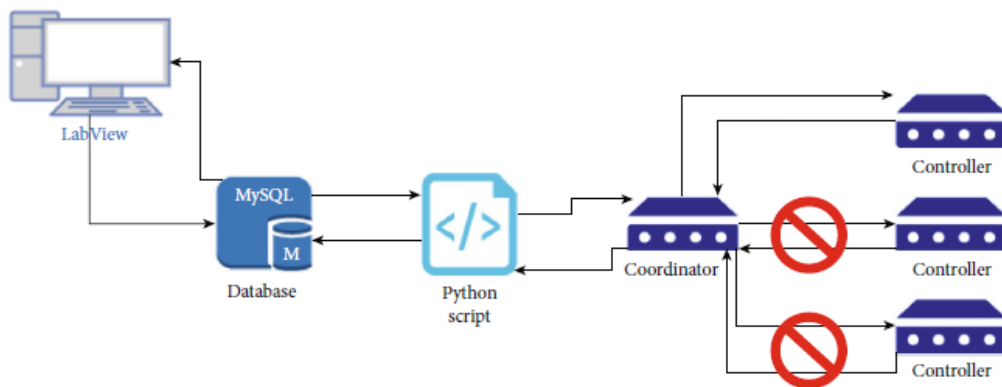 LabView
MySQL
M
Database
</>
Python
script
Coordinator
Controller
Controller
Controller